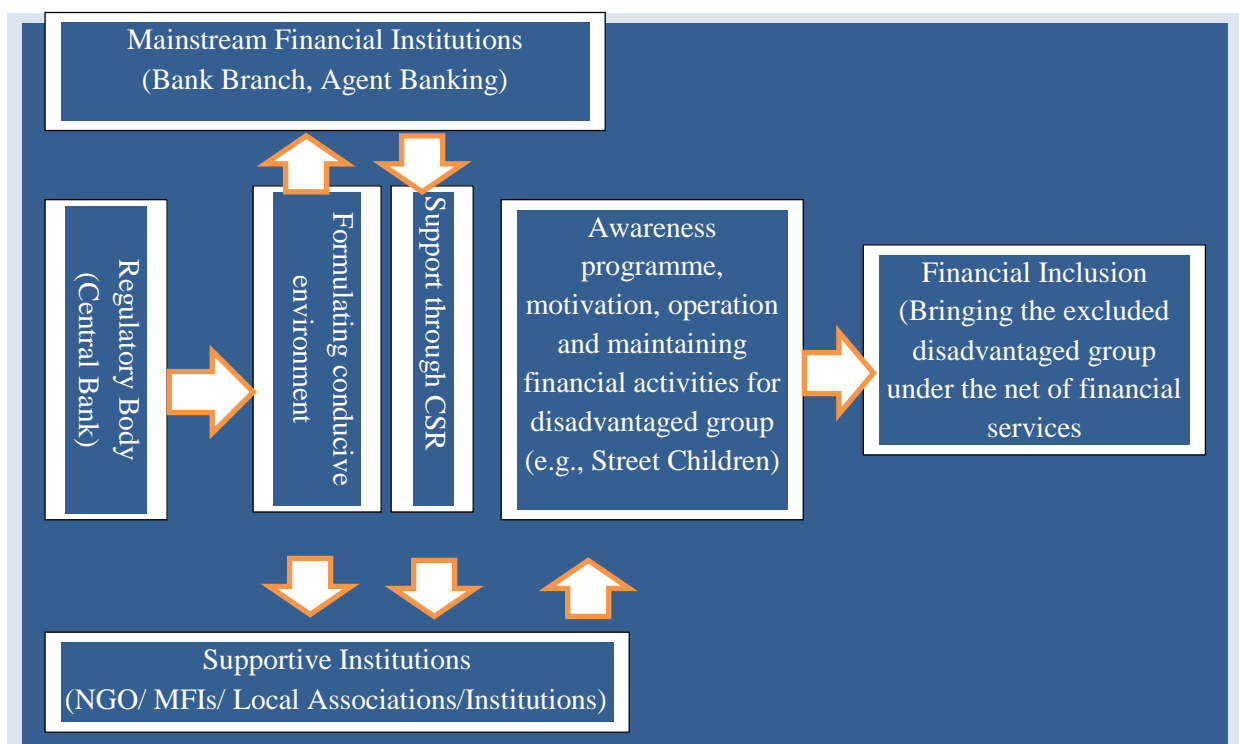 Mainstream Financial Institutions
(Bank Branch, Agent Banking)
Regulatory Body
(Central Bank)
Formulating conducive
environment
Support through CSR
Awareness
programme,
motivation, operation
and maintaining
financial activities for
disadvantaged group
(e.g., Street Children)
Financial Inclusion
(Bringing the excluded
disadvantaged group
under the net of financial
services
Supportive Institutions
(NGO/ MFIs/ Local Associations/Institutions)